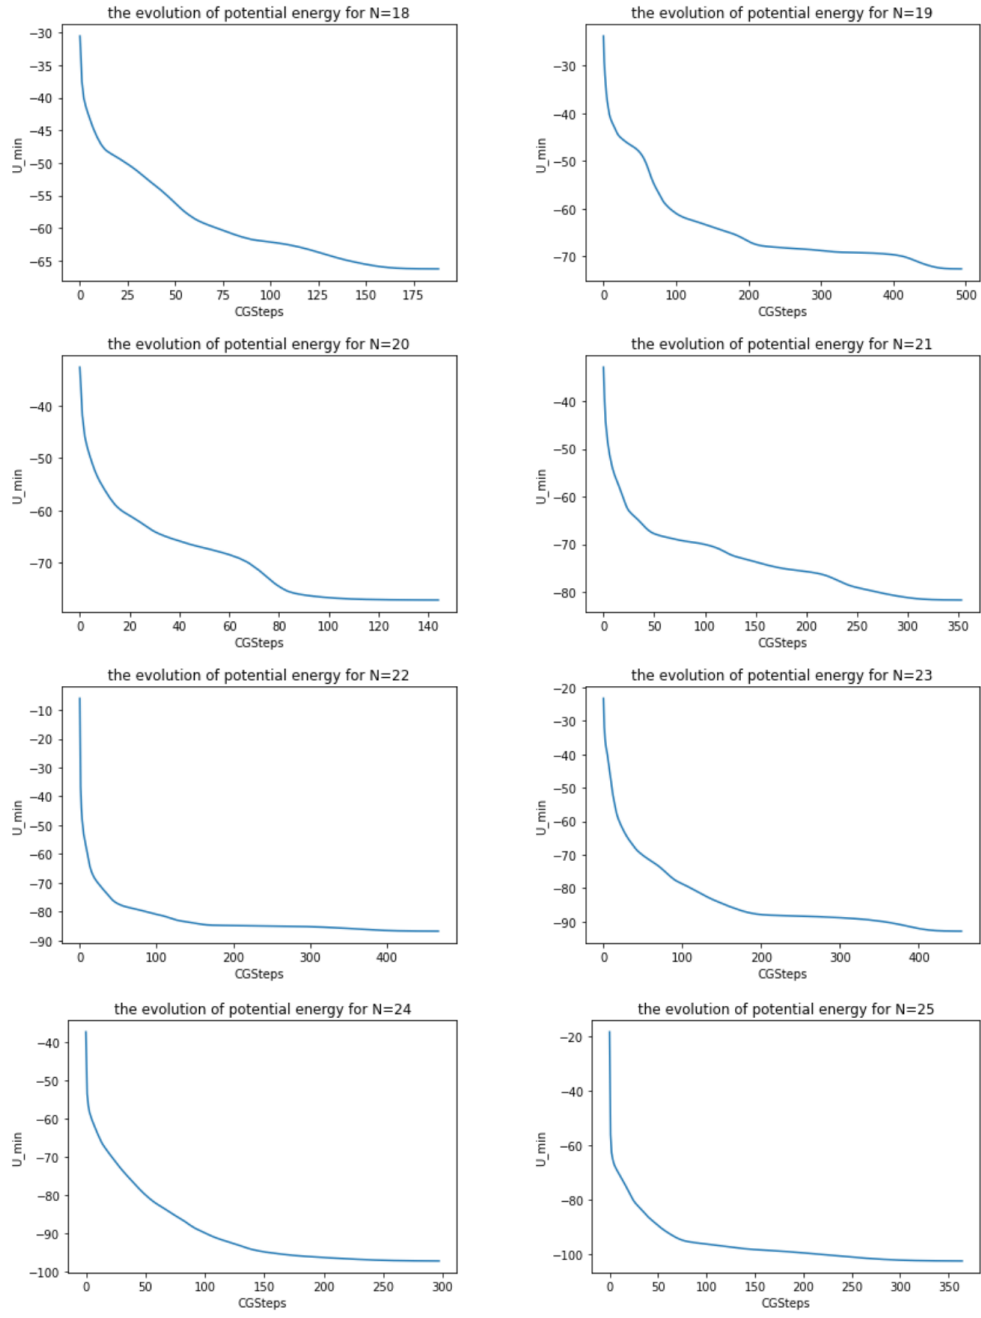 the evolution of potential energy for N=18
−30
−35
−40
−45
−50
−55
−60
−65
U_min
0 25 50 75 100 125 150 175
CGSteps
the evolution of potential energy for N=19
−30
−40
−50
−60
−70
U_min
0 100 200 300 400 500
CGSteps
the evolution of potential energy for N=20
−40
−50
−60
−70
U_min
0 20 40 60 80 100 120 140
CGSteps
the evolution of potential energy for N=21
−40
−50
−60
−70
−80
U_min
0 50 100 150 200 250 300 350
CGSteps
the evolution of potential energy for N=22
−10
−20
−30
−40
−50
−60
−70
−80
−90
U_min
0 100 200 300 400
CGSteps
the evolution of potential energy for N=23
−20
−30
−40
−50
−60
−70
−80
−90
U_min
0 100 200 300 400
CGSteps
the evolution of potential energy for N=24
−40
−50
−60
−70
−80
−90
−100
U_min
0 50 100 150 200 250 300
CGSteps
the evolution of potential energy for N=25
−20
−40
−60
−80
−100
U_min
0 50 100 150 200 250 300 350
CGSteps